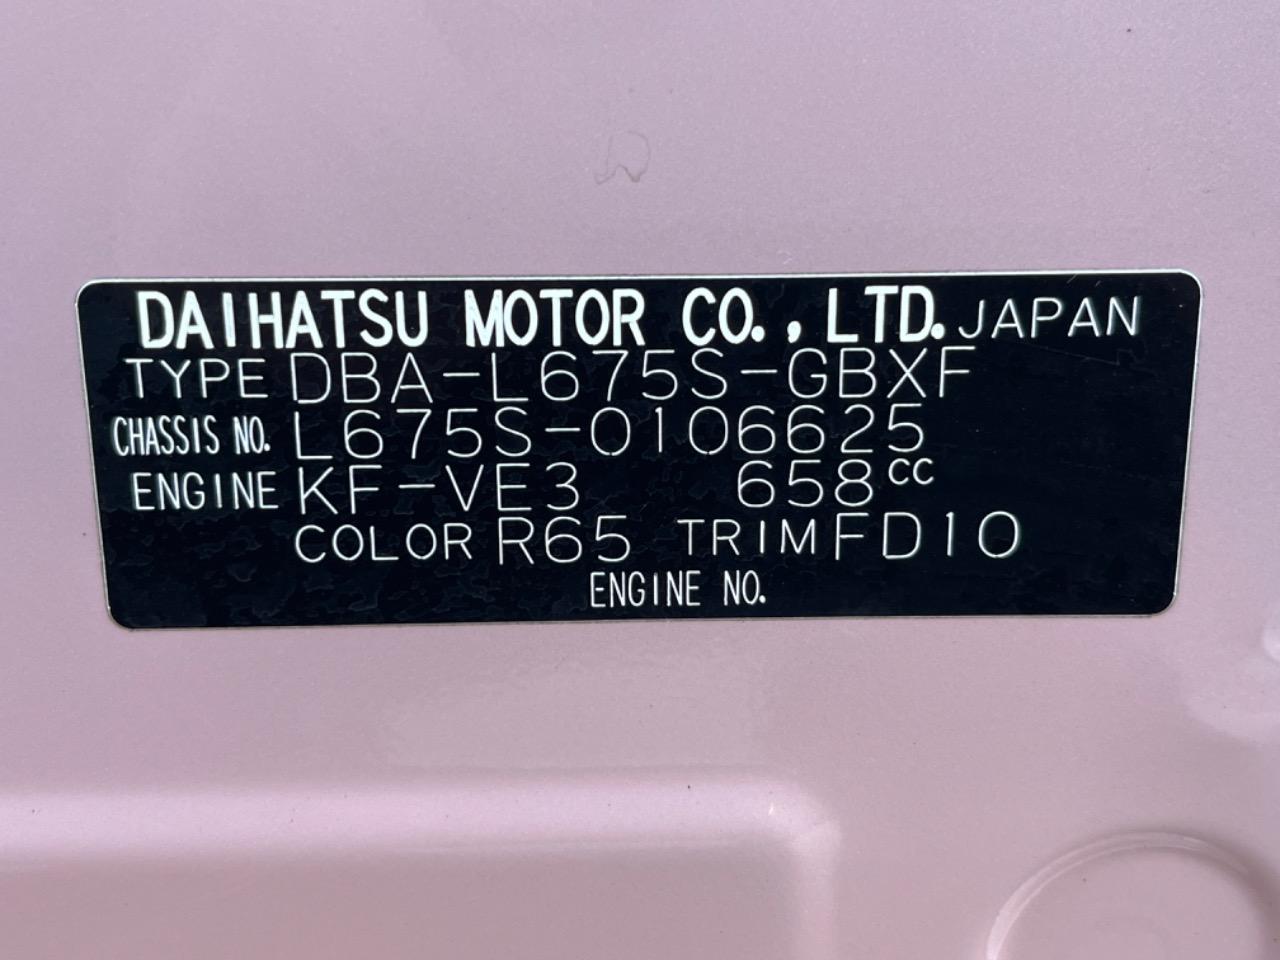 DAIHATSU MOTOR CO., LTD. JAPAN
TYPE DBA-L675S-GBXF
CHASSIS NO. L675S-0106625
ENGINE KF-VE3 658CC
COLOR R65 TRIM FD10
ENGINE NO.